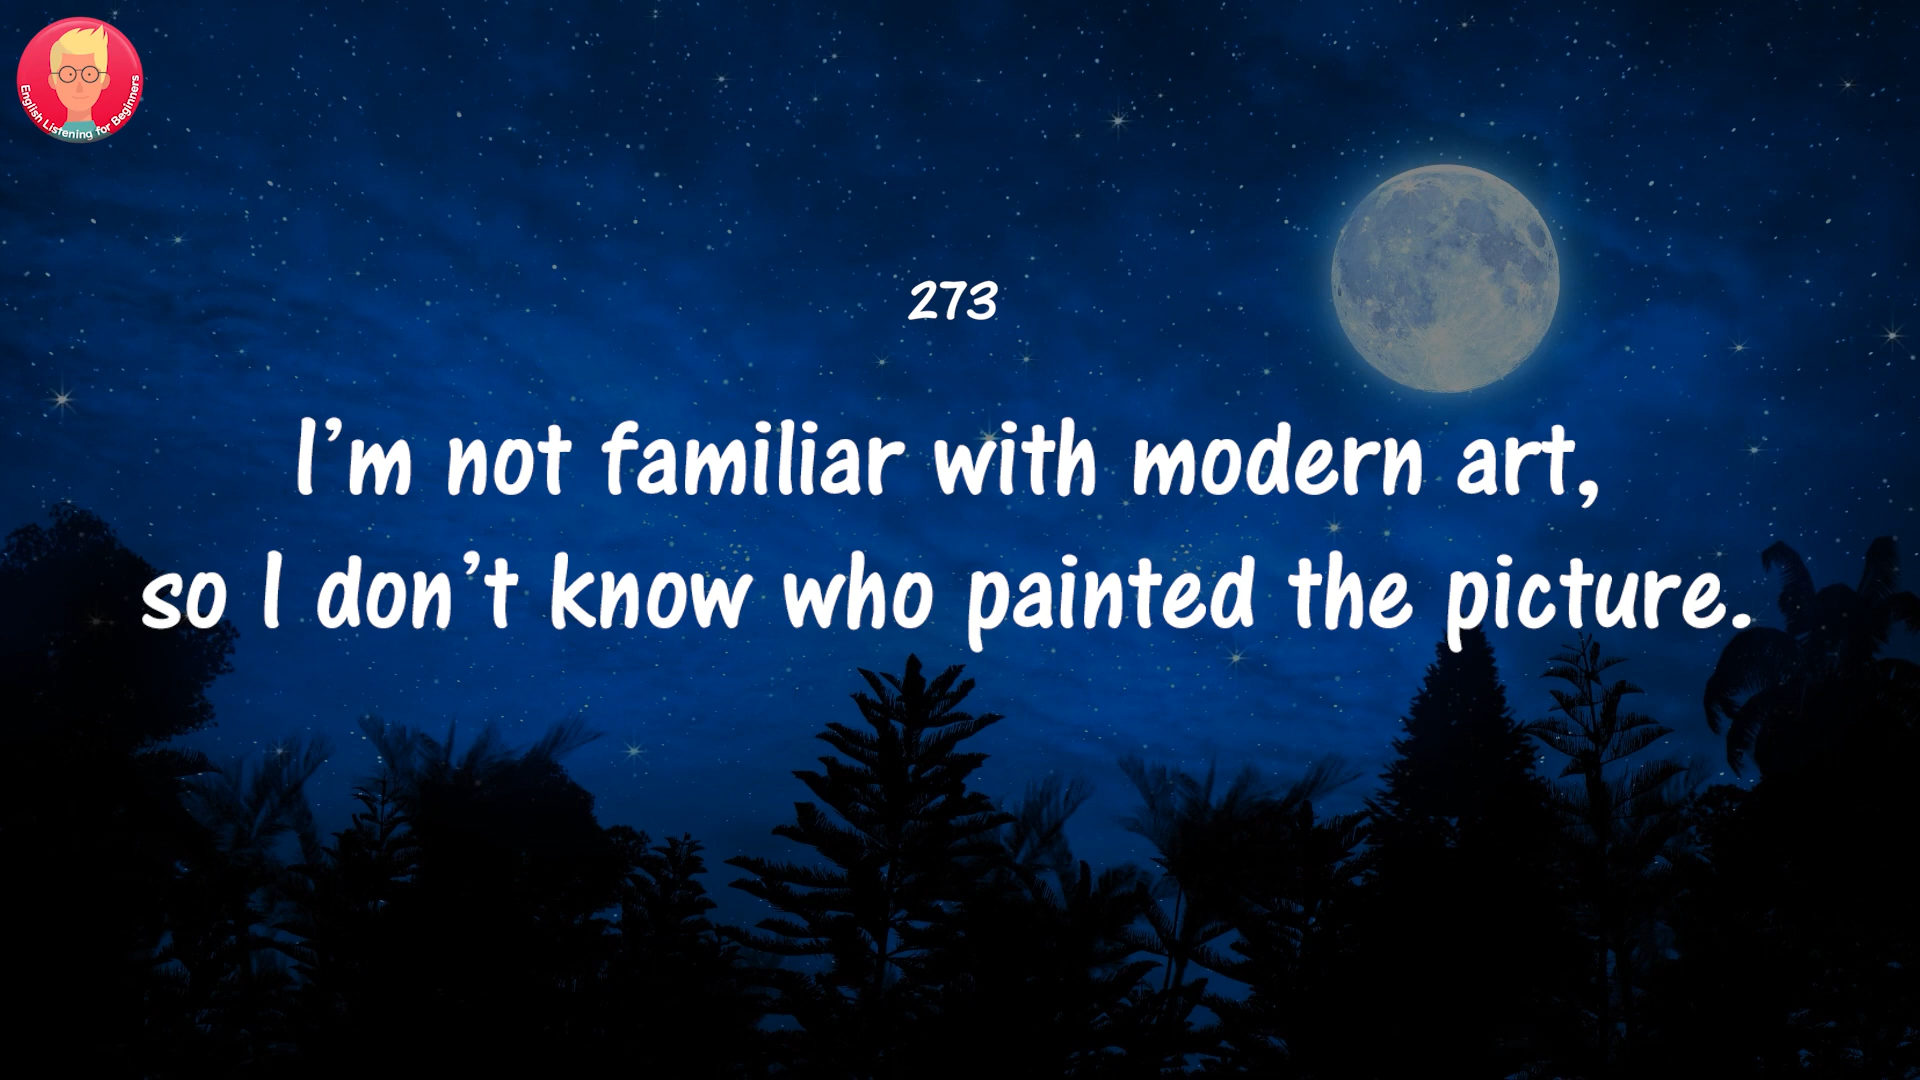 English Listening for Beginners
273
I’m not familiar with modern art,
so I don’t know who painted the picture.